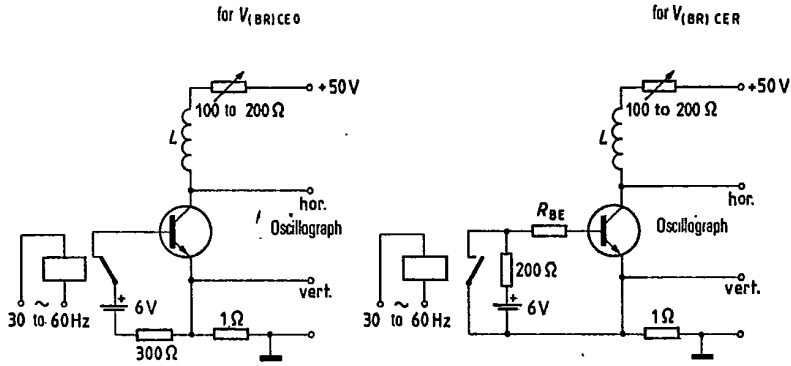 for V(BR)CEO
+50V
100 to 200Ω
L
hor.
Oscillograph
vert.
6V
30 to 60Hz
~
300Ω
1Ω
for V(BR)CER
+50V
100 to 200Ω
L
hor.
RBE
Oscillograph
200Ω
vert.
6V
30 to 60Hz
~
1Ω